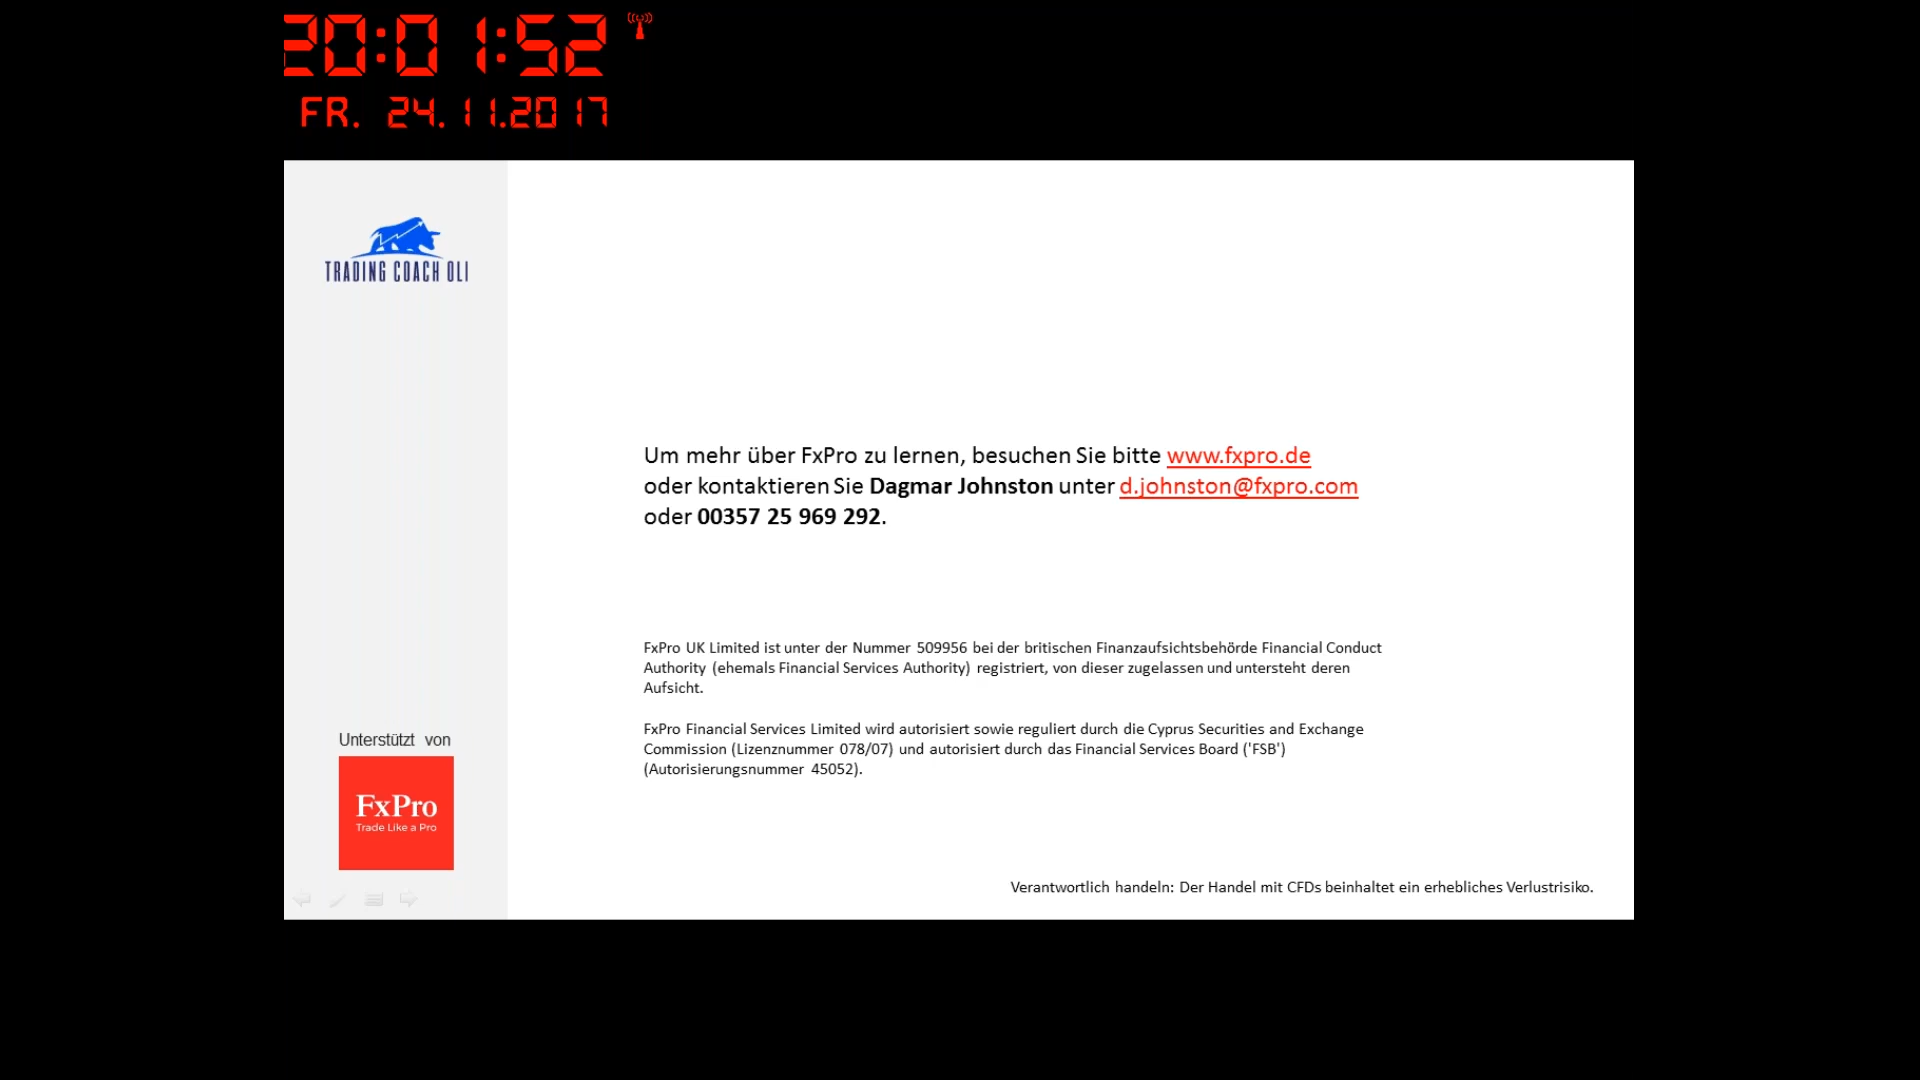 20:01:52
FR. 24.11.2017
TRADING COACH OLI
Um mehr über FxPro zu lernen, besuchen Sie bitte www.fxpro.de
oder kontaktieren Sie Dagmar Johnston unter d.johnston@fxpro.com
oder 00357 25 969 292.
FxPro UK Limited ist unter der Nummer 509956 bei der britischen Finanzaufsichtsbehörde Financial Conduct
Authority (ehemals Financial Services Authority) registriert, von dieser zugelassen und untersteht deren
Aufsicht.
FxPro Financial Services Limited wird autorisiert sowie reguliert durch die Cyprus Securities and Exchange
Commission (Lizenznummer 078/07) und autorisiert durch das Financial Services Board ('FSB')
(Autorisierungsnummer 45052).
Unterstützt von
FxPro
Trade Like a Pro
Verantwortlich handeln: Der Handel mit CFDs beinhaltet ein erhebliches Verlustrisiko.